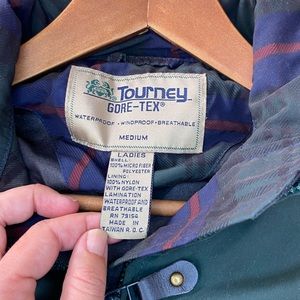 Tourney
GORE-TEX®
WATERPROOF · WINDPROOF · BREATHABLE
MEDIUM
LADIES
SHELL:
100% MICRO FIBER
POLYESTER
LINING:
100% NYLON
WITH GORE-TEX
LAMINATION
WATERPROOF AND
BREATHABLE
RN 79154
MADE IN
TAIWAN R.O.C.